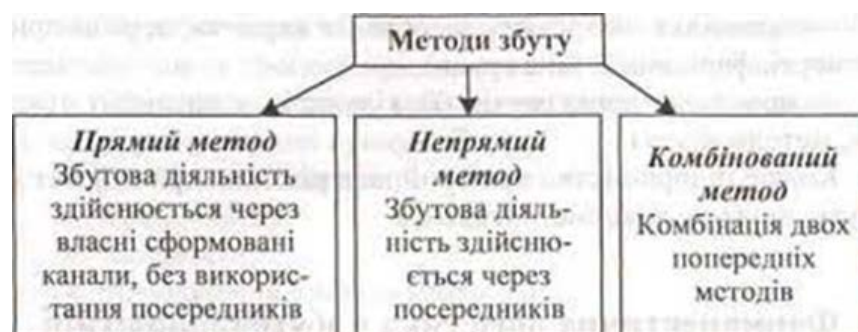 Методи збуту
Прямий метод
Збутова діяльність
здійснюється через
власні сформовані
канали, без викорис-
тання посередників
Непрямий
метод
Збутова діяль-
ність здійсню-
ється через
посередників
Комбінований
метод
Комбінація двох
попередніх
методів